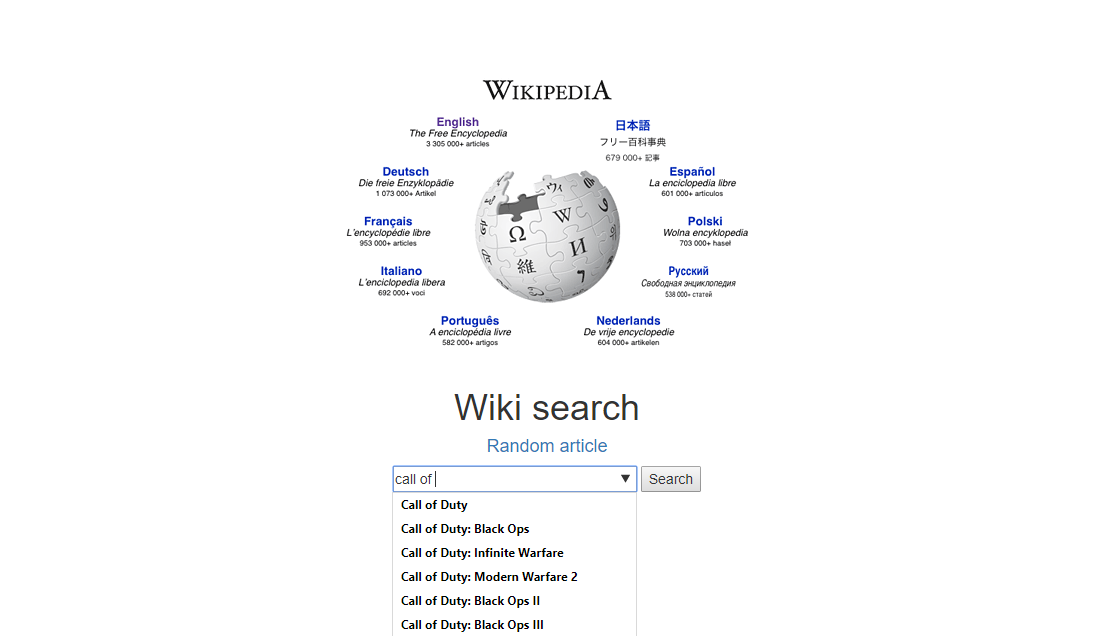 WIKIPEDIA
English
The Free Encyclopedia
3 305 000+ articles
日本語
フリー百科事典
679 000+ 記事
Deutsch
Die freie Enzyklopädie
1 073 000+ Artikel
Español
La enciclopedia libre
601 000+ artículos
Français
L'encyclopédie libre
953 000+ articles
Polski
Wolna encyklopedia
703 000+ haseł
Italiano
L'enciclopedia libera
692 000+ voci
Русский
Свободная энциклопедия
538 000+ статей
Português
A enciclopédia livre
582 000+ artigos
Nederlands
De vrije encyclopedie
604 000+ artikelen
Ω
W
И
維
ウィ
7
Wiki search
Random article
call of
Search
Call of Duty
Call of Duty: Black Ops
Call of Duty: Infinite Warfare
Call of Duty: Modern Warfare 2
Call of Duty: Black Ops II
Call of Duty: Black Ops III